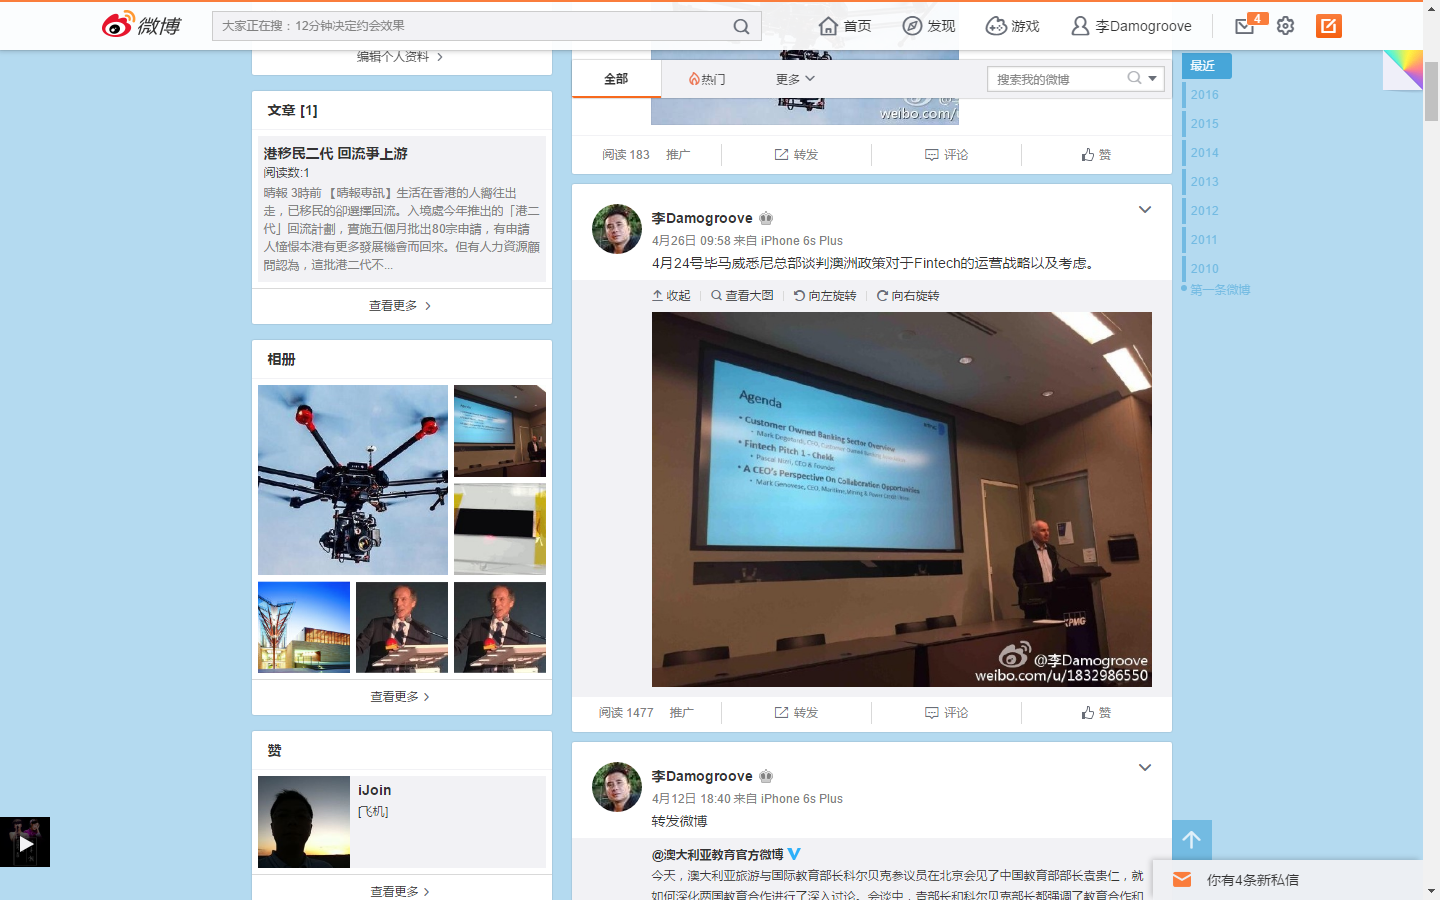 微博
大家正在搜：12分钟决定约会效果
首页
发现
游戏
李Damogroove
4
编辑个人资料
文章 [1]
港移民二代 回流爭上游
阅读数:1
晴報 3時前 【晴報專訊】生活在香港的人嚮往出
走，已移民的卻選擇回流。入境處今年推出的「港二
代」回流計劃，實施五個月批出80宗申請，有申請
人憧憬本港有更多發展機會而回來。但有人力資源顧
問認為，這批港二代不...
查看更多
相册
查看更多
赞
iJoin
[飞机]
查看更多
全部
热门
更多
搜索我的微博
weibo.com/
阅读 183
推广
转发
评论
赞
李Damogroove
4月26日 09:58 来自 iPhone 6s Plus
4月24号毕马威悉尼总部谈判澳洲政策对于Fintech的运营战略以及考虑。
收起
查看大图
向左旋转
向右旋转
Agenda
• Customer Owned Banking Sector Overview
• Fintech Pitch 1 - Chekk
CEO & Founder
• A CEO's Perspective On Collaboration Opportunities
KPMG
@李Damogroove
weibo.com/u/1832986550
阅读 1477
推广
转发
评论
赞
李Damogroove
4月12日 18:40 来自 iPhone 6s Plus
转发微博
@澳大利亚教育官方微博
今天，澳大利亚旅游与国际教育部长科尔贝克参议员在北京会见了中国教育部部长袁贵仁，就
如何深化两国教育合作进行了深入讨论。会谈中，袁部长和科尔贝克部长都强调了教育合作和
最近
2016
2015
2014
2013
2012
2011
2010
第一条微博
你有4条新私信